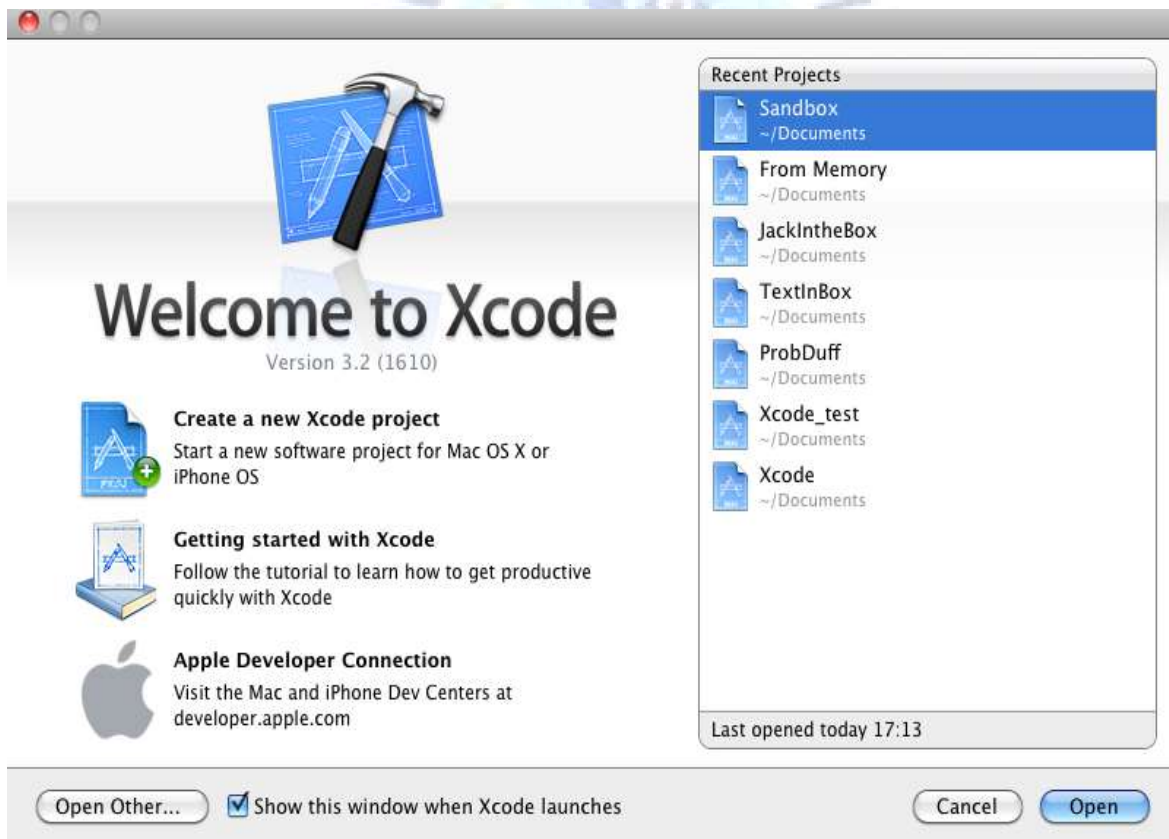 Welcome to Xcode
Version 3.2 (1610)
Create a new Xcode project
Start a new software project for Mac OS X or
iPhone OS
Getting started with Xcode
Follow the tutorial to learn how to get productive
quickly with Xcode
Apple Developer Connection
Visit the Mac and iPhone Dev Centers at
developer.apple.com
Recent Projects
Sandbox
~/Documents
From Memory
~/Documents
JackIntheBox
~/Documents
TextInBox
~/Documents
ProbDuff
~/Documents
Xcode_test
~/Documents
Xcode
~/Documents
Last opened today 17:13
Open Other...
Show this window when Xcode launches
Cancel
Open